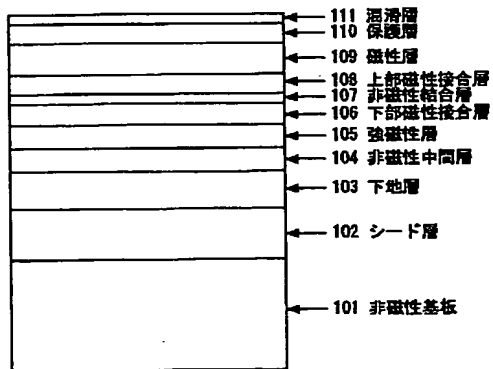 111 潤滑層
110 保護層
109 磁性層
108 上部磁性接合層
107 非磁性結合層
106 下部磁性接合層
105 強磁性層
104 非磁性中間層
103 下地層
102 シード層
101 非磁性基板